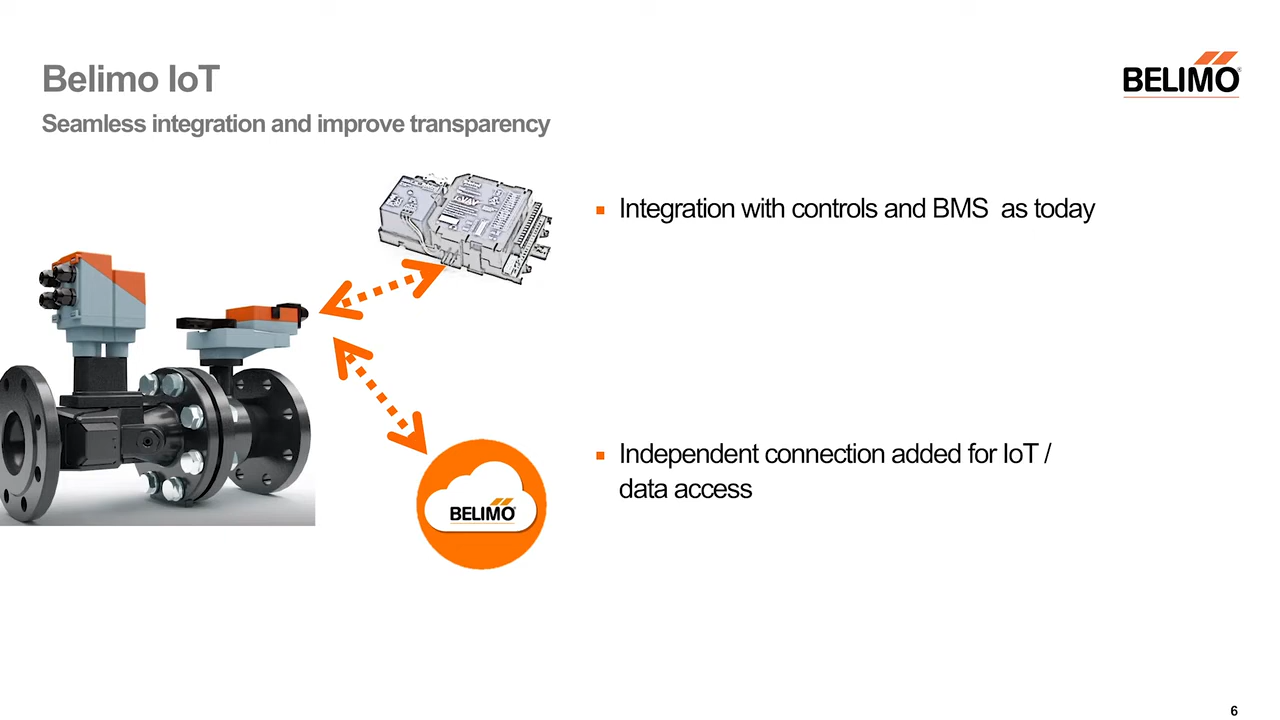 Belimo IoT
Seamless integration and improve transparency
BELIMO®
Integration with controls and BMS as today
Independent connection added for IoT /
data access
BELIMO
6